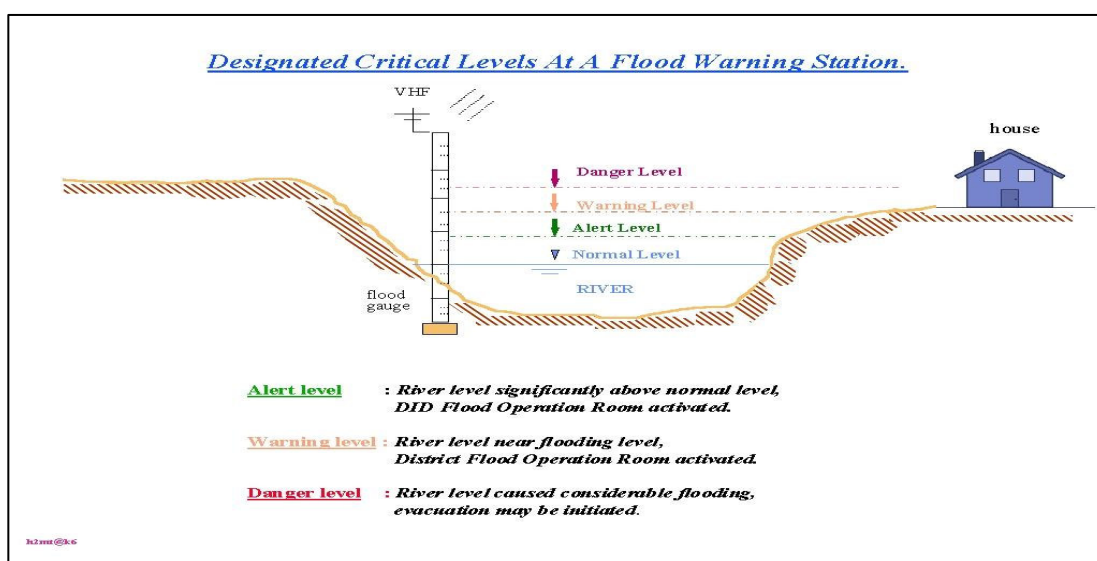 Designated Critical Levels At A Flood Warning Station.
VHF
house
Danger Level
Warning Level
Alert Level
Normal Level
RIVER
flood
gauge
Alert level : River level significantly above normal level,
DID Flood Operation Room activated.
Warning level : River level near flooding level,
District Flood Operation Room activated.
Danger level : River level caused considerable flooding,
evacuation may be initiated.